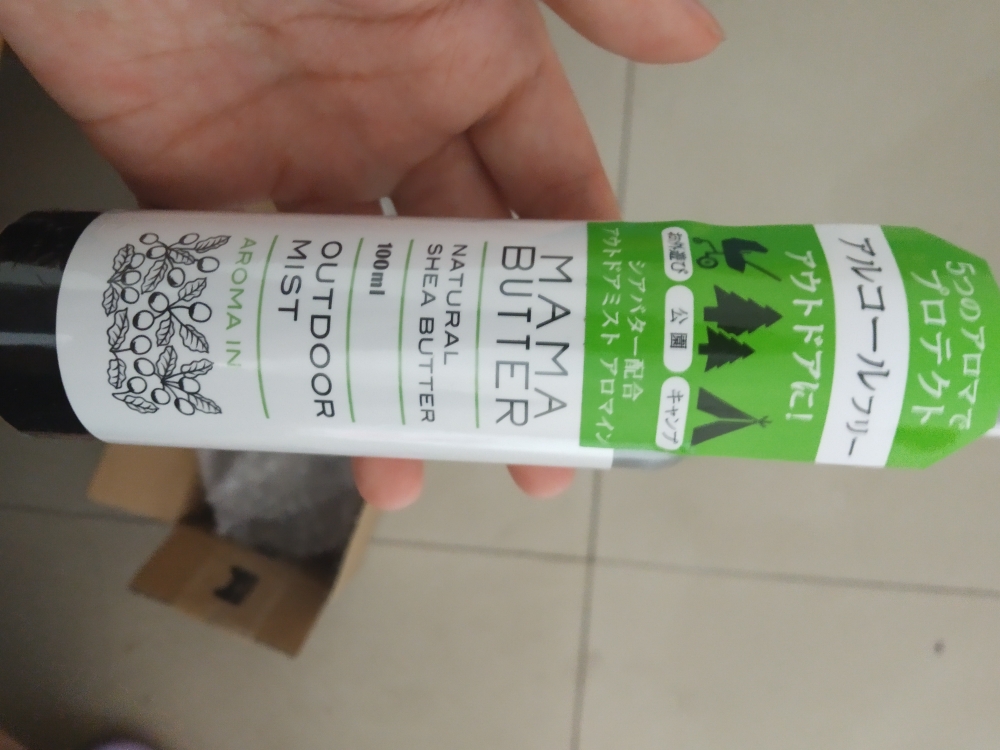 5つのアロマで
プロテクト
アルコールフリー
アウトドアに!
お外遊び
公園
キャンプ
シアバター配合
アウトドアミスト アロマイン
MAMA
BUTTER
NATURAL
SHEA BUTTER
100ml
OUTDOOR
MIST
AROMA IN